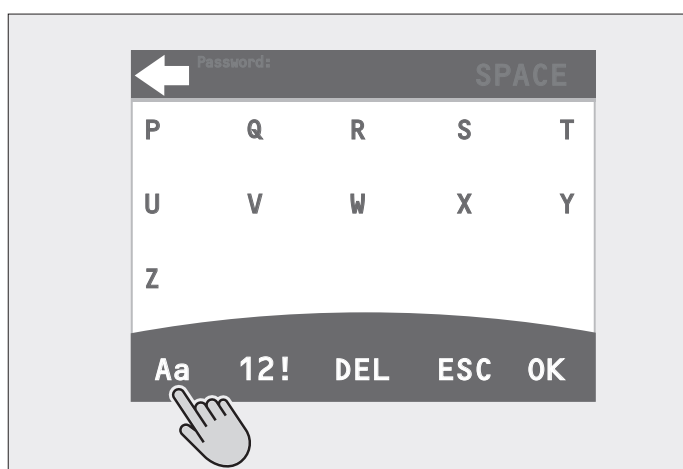 Password:
SPACE
P Q R S T
U V W X Y
Z
Aa 12! DEL ESC OK